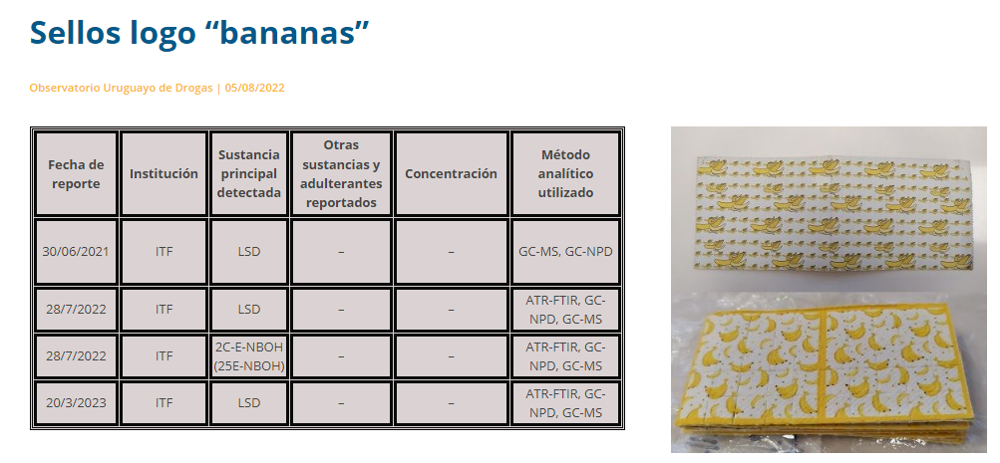 Sellos logo “bananas”
Observatorio Uruguayo de Drogas | 05/08/2022
Fecha de reporte Institución Sustancia principal detectada Otras sustancias y adulterantes reportados Concentración Método analítico utilizado
30/06/2021 ITF LSD – – GC-MS, GC-NPD
28/7/2022 ITF LSD – – ATR-FTIR, GC-NPD, GC-MS
28/7/2022 ITF 2C-E-NBOH (25E-NBOH) – – ATR-FTIR, GC-NPD, GC-MS
20/3/2023 ITF LSD – – ATR-FTIR, GC-NPD, GC-MS